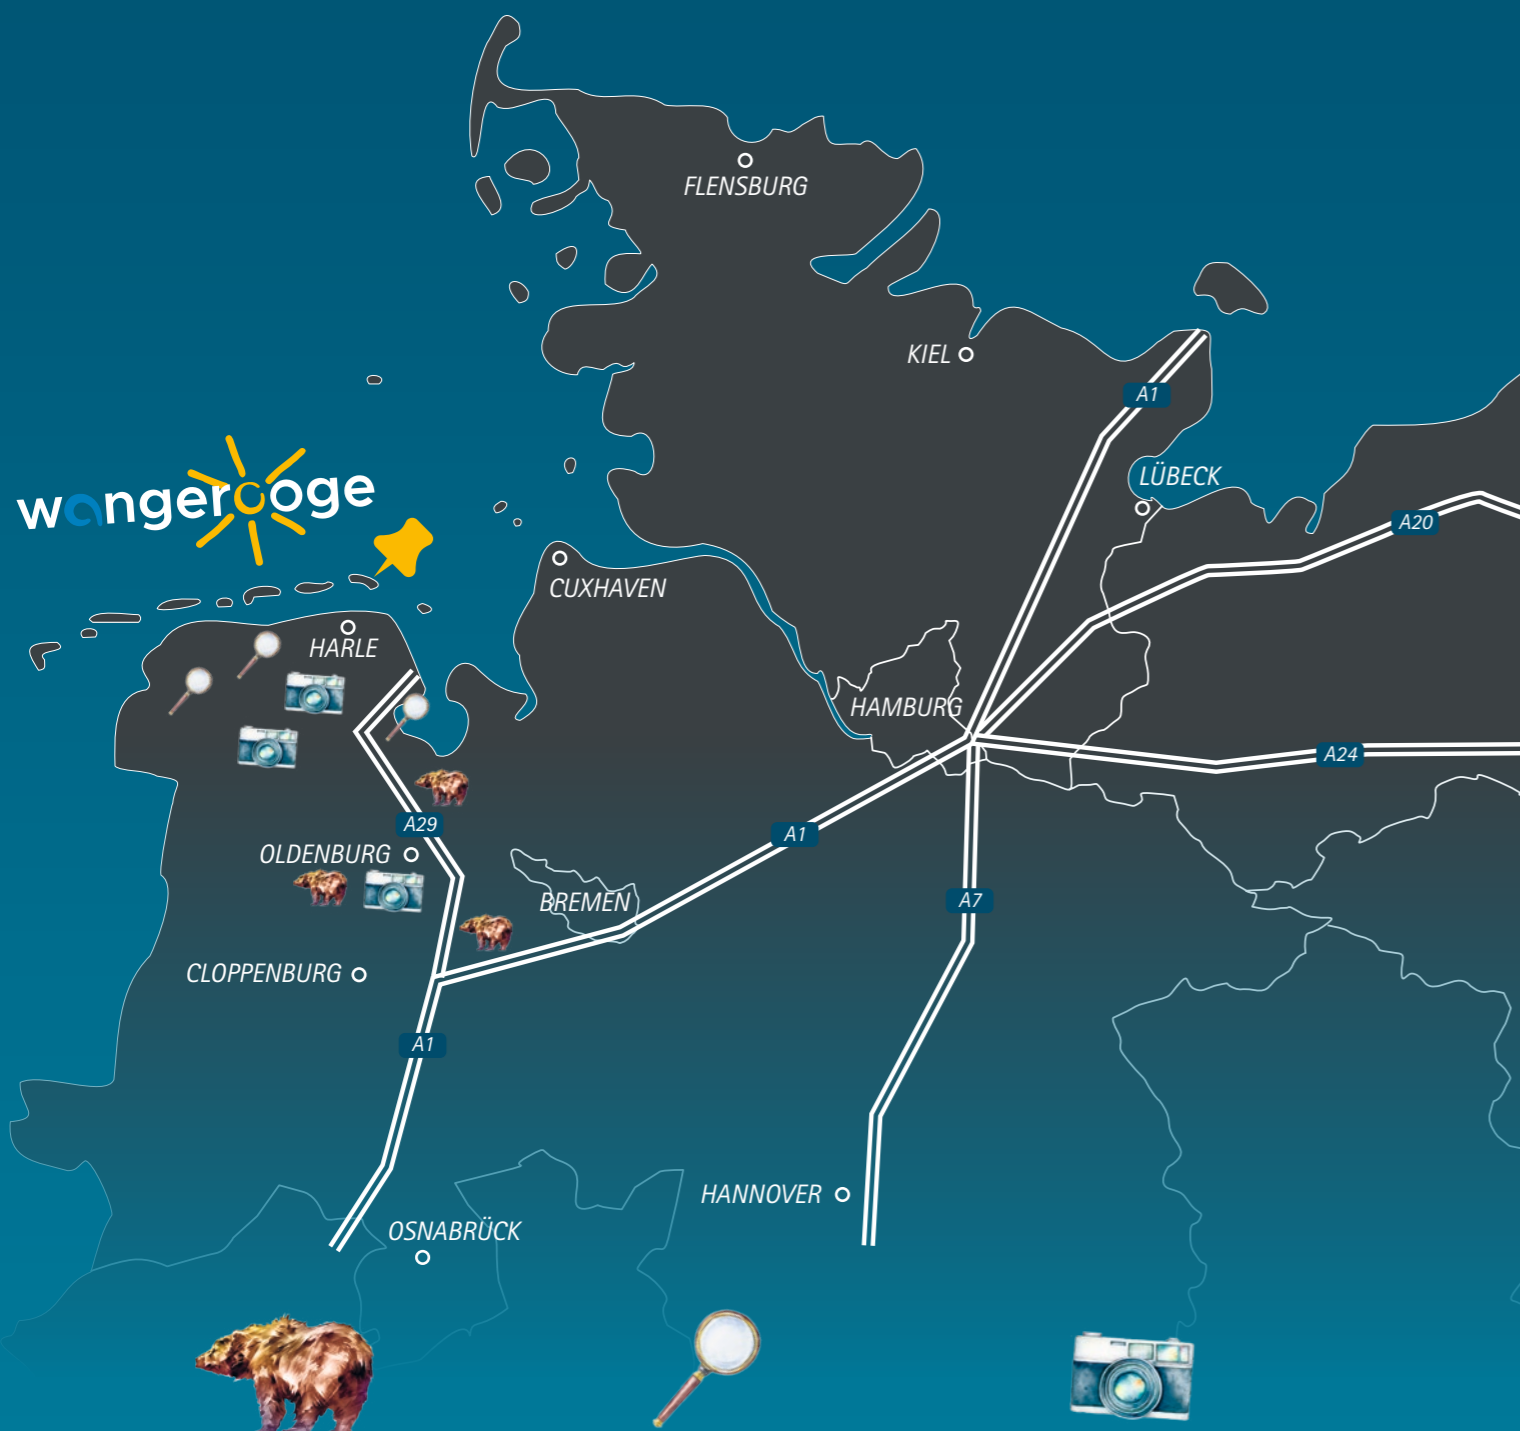 FLENSBURG
KIEL
A1
LÜBECK
wangerooge
A20
CUXHAVEN
HARLE
HAMBURG
A24
A29
A1
OLDENBURG
BREMEN
A7
CLOPPENBURG
A1
HANNOVER
OSNABRÜCK